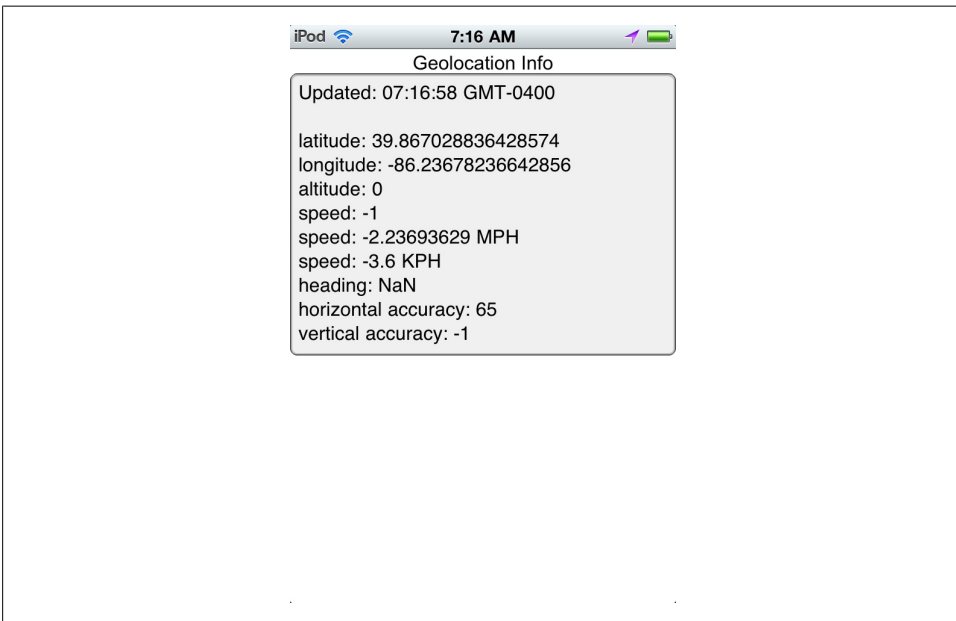 iPod 7:16 AM
Geolocation Info
Updated: 07:16:58 GMT-0400
latitude: 39.867028836428574
longitude: -86.23678236642856
altitude: 0
speed: -1
speed: -2.23693629 MPH
speed: -3.6 KPH
heading: NaN
horizontal accuracy: 65
vertical accuracy: -1